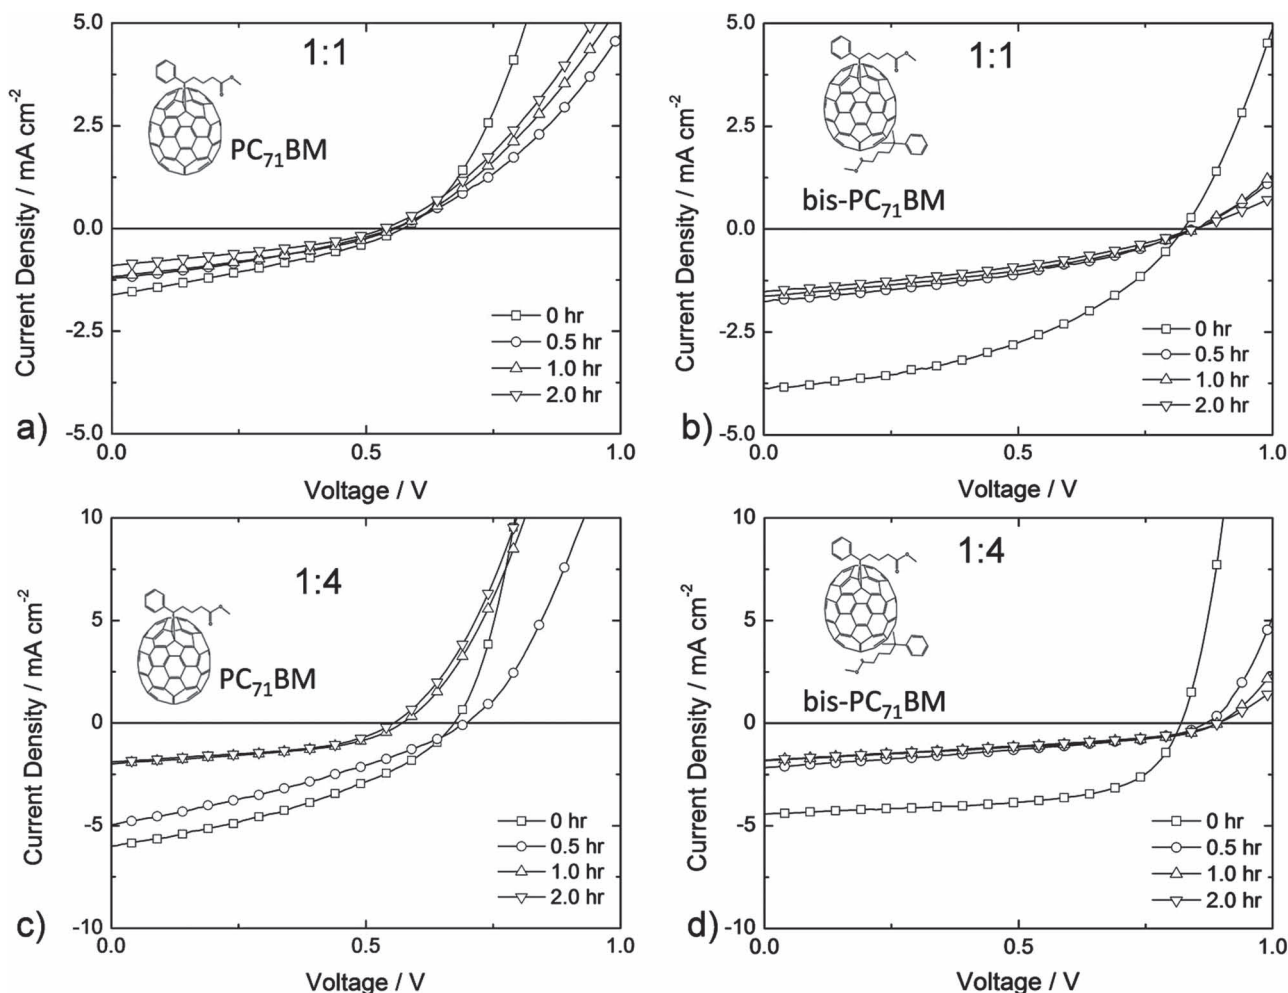 1:1
PC71BM
5.0
2.5
0.0
-2.5
-5.0
Current Density / mA cm-2
0 hr
0.5 hr
1.0 hr
2.0 hr
a)
0.0
0.5
1.0
Voltage / V
1:1
bis-PC71BM
5.0
2.5
0.0
-2.5
-5.0
Current Density / mA cm-2
0 hr
0.5 hr
1.0 hr
2.0 hr
b)
0.0
0.5
1.0
Voltage / V
1:4
PC71BM
10
5
0
-5
-10
Current Density / mA cm-2
0 hr
0.5 hr
1.0 hr
2.0 hr
c)
0.0
0.5
1.0
Voltage / V
1:4
bis-PC71BM
10
5
0
-5
-10
Current Density / mA cm-2
0 hr
0.5 hr
1.0 hr
2.0 hr
d)
0.0
0.5
1.0
Voltage / V